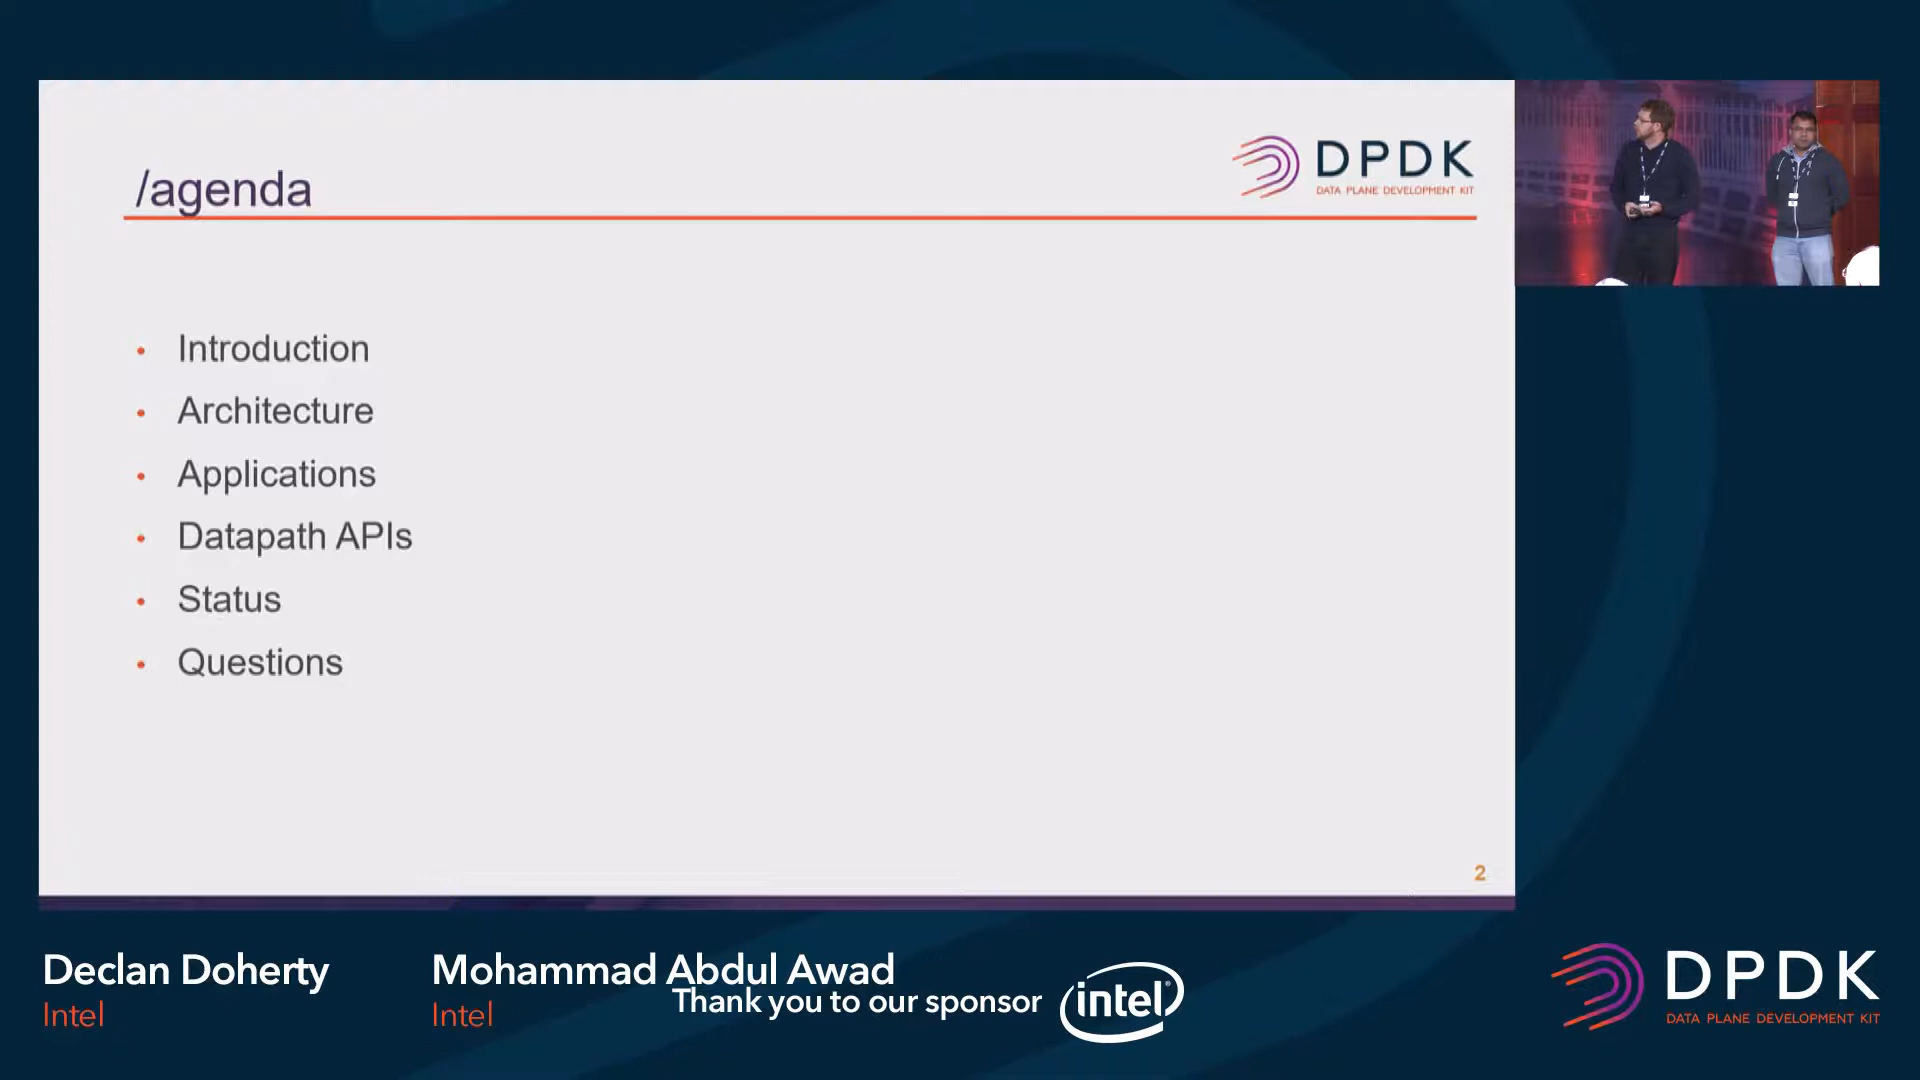 /agenda
DPDK
DATA PLANE DEVELOPMENT KIT
Introduction
Architecture
Applications
Datapath APIs
Status
Questions
2
Declan Doherty
Intel
Mohammad Abdul Awad
Intel
Thank you to our sponsor
intel
DPDK
DATA PLANE DEVELOPMENT KIT